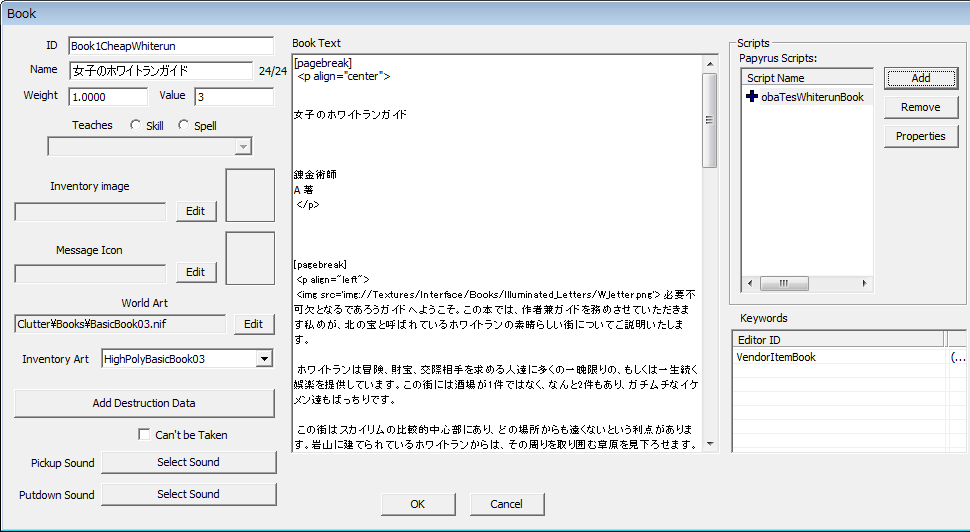 Book
ID
Book1CheapWhiterun
Name
女子のホワイトランガイド
24/24
Weight
1.0000
Value
3
Teaches
Skill
Spell
Inventory image
Edit
Message Icon
Edit
World Art
Clutter¥Books¥BasicBook03.nif
Edit
Inventory Art
HighPolyBasicBook03
Add Destruction Data
Can't be Taken
Pickup Sound
Select Sound
Putdown Sound
Select Sound
Book Text
[pagebreak]
<p align="center">
女子のホワイトランガイド
錬金術師
A 著
</p>
[pagebreak]
<p align="left">
<img src='img://Textures/Interface/Books/Illuminated_Letters/W_letter.png'> 必要不
可欠となるであろうガイドへようこそ。この本では、作者兼ガイドを務めさせていただきま
す私めが、北の宝と呼ばれているホワイトランの素晴らしい街についてご説明いたしま
す。
ホワイトランは冒険、財宝、交際相手を求める人達に多くの一晩限りの、もしくは一生続く
娯楽を提供しています。この街には酒場が1件ではなく、なんと2件もあり、ガチムチなイケ
メン達もばっちりです。
この街はスカイリムの比較的中心部にあり、どの場所からも遠くないという利点がありま
す。岩山に建てられているホワイトランからは、その周りを取り囲む草原を見下ろせます。
OK
Cancel
Scripts
Papyrus Scripts:
Script Name
obaTesWhiterunBook
Add
Remove
Properties
Keywords
Editor ID
VendorItemBook
(...